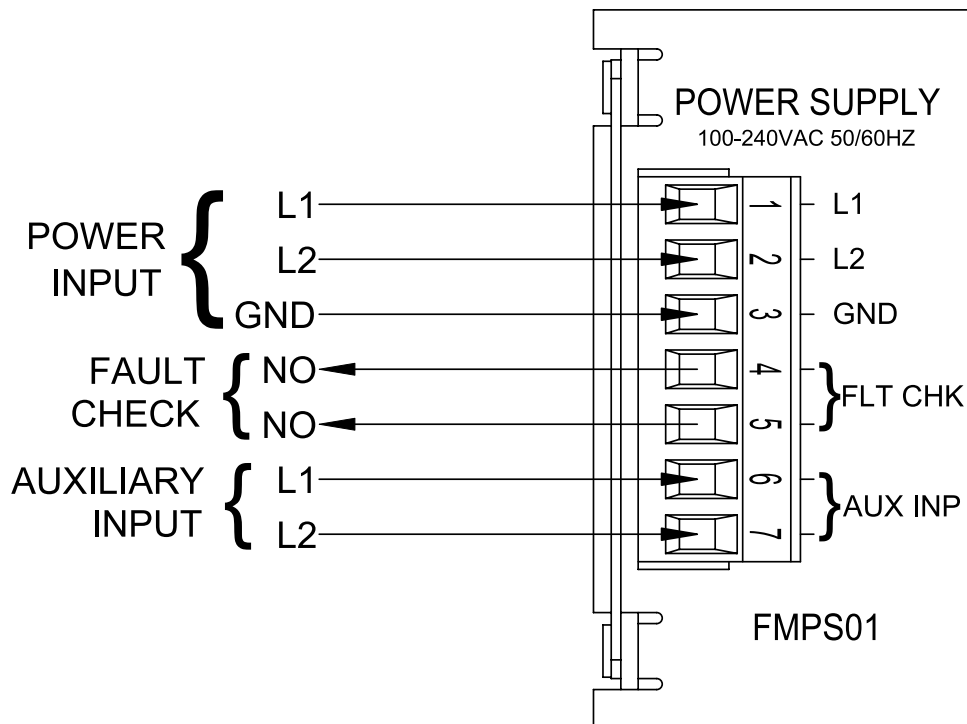 POWER SUPPLY
100-240VAC 50/60HZ
POWER
INPUT
L1
L2
GND
FAULT
CHECK
NO
NO
AUXILIARY
INPUT
L1
L2
1
2
3
4
5
6
7
L1
L2
GND
FLT CHK
AUX INP
FMPS01